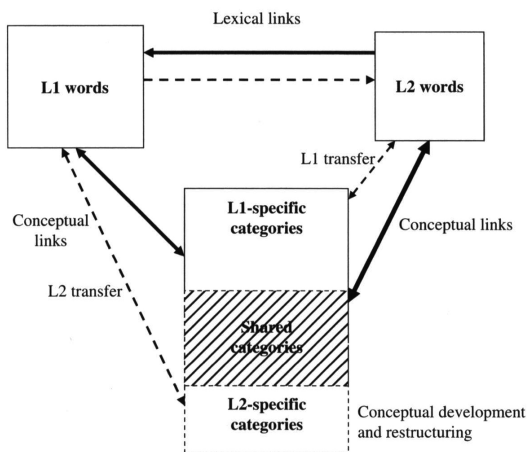 Lexical links
L1 words
L2 words
L1 transfer
L1-specific
categories
Conceptual
links
Conceptual links
L2 transfer
Shared
categories
L2-specific
categories
Conceptual development
and restructuring